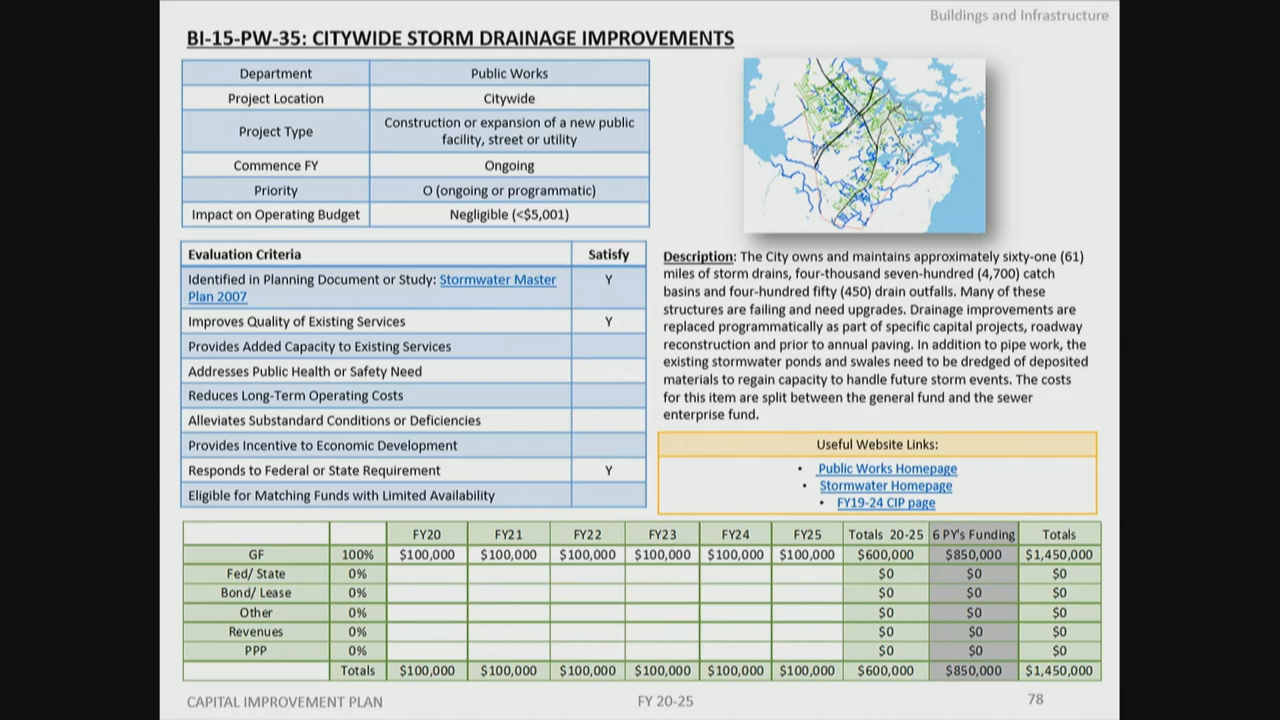 Buildings and Infrastructure
BI-15-PW-35: CITYWIDE STORM DRAINAGE IMPROVEMENTS
Department Public Works
Project Location Citywide
Project Type Construction or expansion of a new public
facility, street or utility
Commence FY Ongoing
Priority O (ongoing or programmatic)
Impact on Operating Budget Negligible (<$5,001)
Evaluation Criteria Satisfy
Identified in Planning Document or Study: Stormwater Master Y
Plan 2007
Improves Quality of Existing Services Y
Provides Added Capacity to Existing Services
Addresses Public Health or Safety Need
Reduces Long-Term Operating Costs
Alleviates Substandard Conditions or Deficiencies
Provides Incentive to Economic Development
Responds to Federal or State Requirement Y
Eligible for Matching Funds with Limited Availability
Description: The City owns and maintains approximately sixty-one (61)
miles of storm drains, four-thousand seven-hundred (4,700) catch
basins and four-hundred fifty (450) drain outfalls. Many of these
structures are failing and need upgrades. Drainage improvements are
replaced programmatically as part of specific capital projects, roadway
reconstruction and prior to annual paving. In addition to pipe work, the
existing stormwater ponds and swales need to be dredged of deposited
materials to regain capacity to handle future storm events. The costs
for this item are split between the general fund and the sewer
enterprise fund.
Useful Website Links:
• Public Works Homepage
• Stormwater Homepage
• FY19-24 CIP page
FY20 FY21 FY22 FY23 FY24 FY25 Totals 20-25 6 PY's Funding Totals
GF 100% $100,000 $100,000 $100,000 $100,000 $100,000 $100,000 $600,000 $850,000 $1,450,000
Fed/ State 0% $0 $0 $0
Bond/ Lease 0% $0 $0 $0
Other 0% $0 $0 $0
Revenues 0% $0 $0 $0
PPP 0% $0 $0 $0
Totals $100,000 $100,000 $100,000 $100,000 $100,000 $100,000 $600,000 $850,000 $1,450,000
CAPITAL IMPROVEMENT PLAN FY 20-25 78